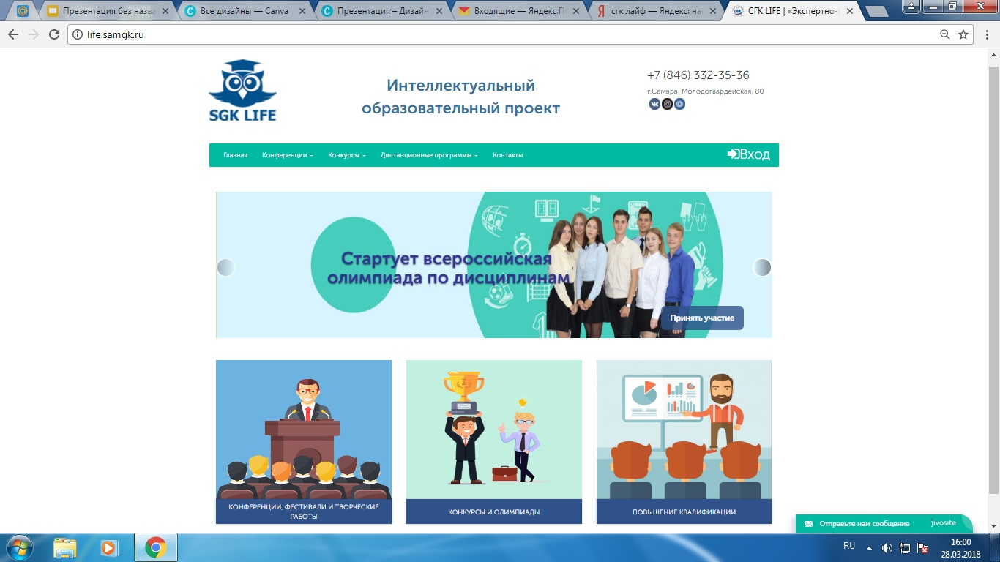 Презентация без назва
Все дизайны — Canva
Презентация – Дизайн
Входящие — Яндекс.По
сгк лайф — Яндекс: на
СГК LIFE | «Экспертно-
life.samgk.ru
SGK LIFE
Интеллектуальный
образовательный проект
+7 (846) 332-35-36
г.Самара, Молодогвардейская, 80
Главная
Конференции
Конкурсы
Дистанционные программы
Контакты
Вход
Стартует всероссийская
олимпиада по дисциплинам
Принять участие
КОНФЕРЕНЦИИ, ФЕСТИВАЛИ И ТВОРЧЕСКИЕ
РАБОТЫ
КОНКУРСЫ И ОЛИМПИАДЫ
ПОВЫШЕНИЕ КВАЛИФИКАЦИИ
Отправьте нам сообщение
jivosite
RU
16:00
28.03.2018